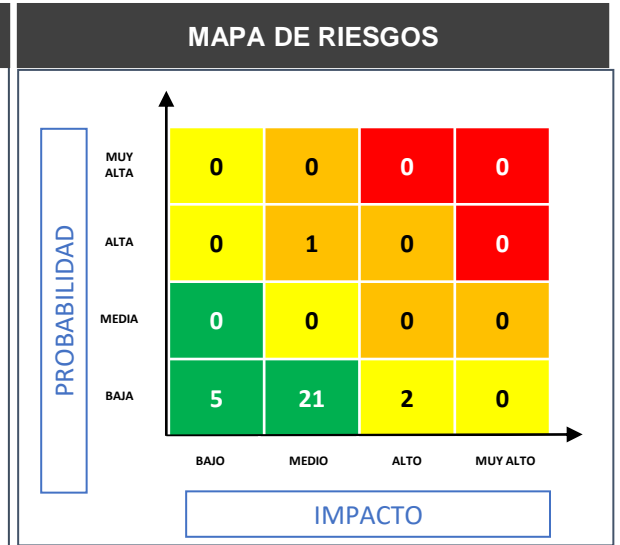 MAPA DE RIESGOS
PROBABILIDAD
MUY
ALTA
0 0 0 0
ALTA
0 1 0 0
MEDIA
0 0 0 0
BAJA
5 21 2 0
BAJO MEDIO ALTO MUY ALTO
IMPACTO